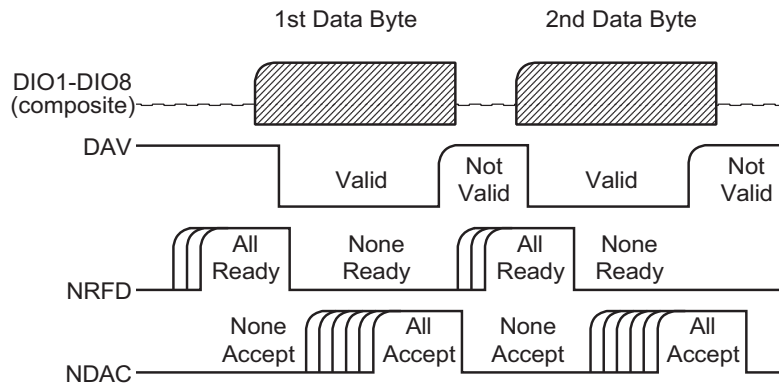 1st Data Byte
2nd Data Byte
DIO1-DIO8
(composite)
DAV
Valid
Not
Valid
Valid
Not
Valid
NRFD
All
Ready
None
Ready
All
Ready
None
Ready
NDAC
None
Accept
All
Accept
None
Accept
All
Accept